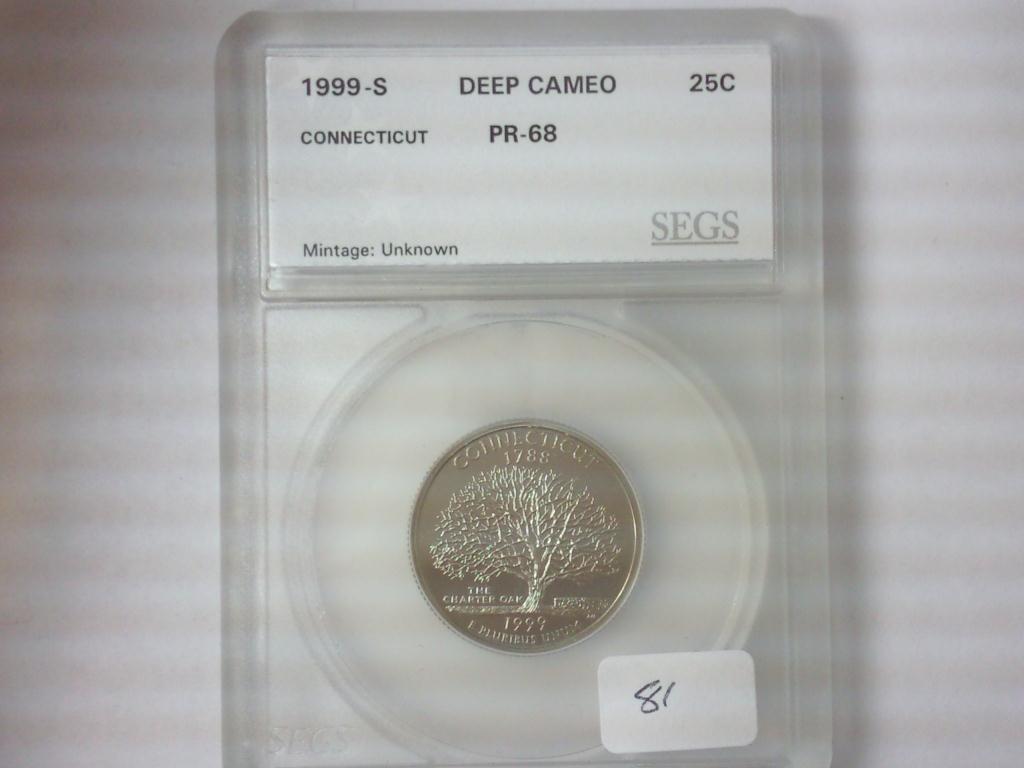 1999-S DEEP CAMEO 25C
CONNECTICUT PR-68
SEGS
Mintage: Unknown
CONNECTICUT
1788
THE
CHARTER OAK
1999
E PLURIBUS UNUM
81
SEGS